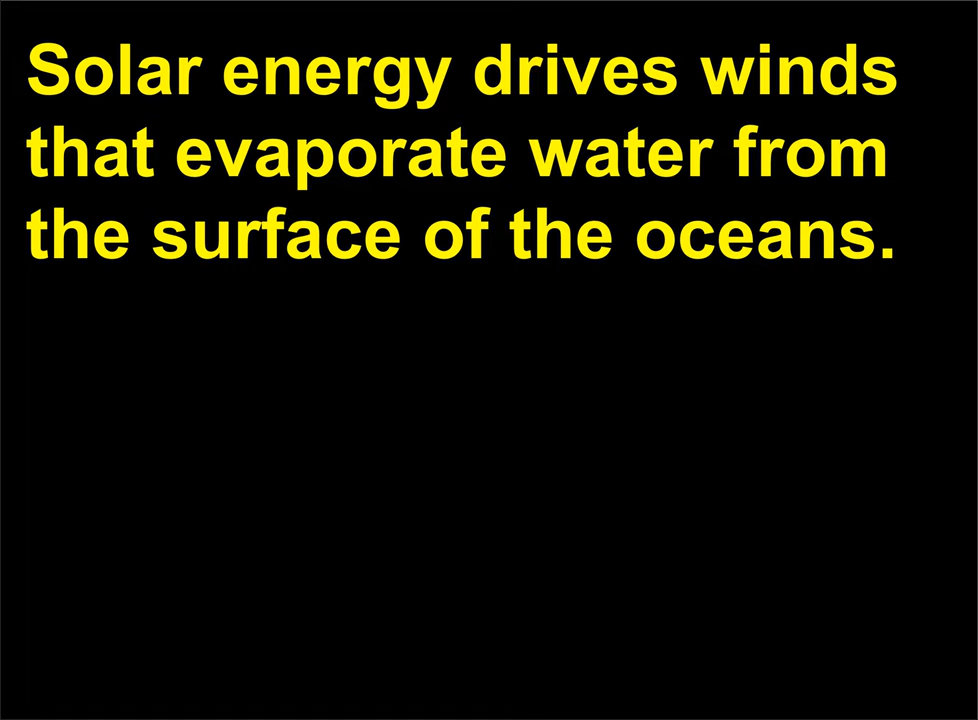 Solar energy drives winds
that evaporate water from
the surface of the oceans.